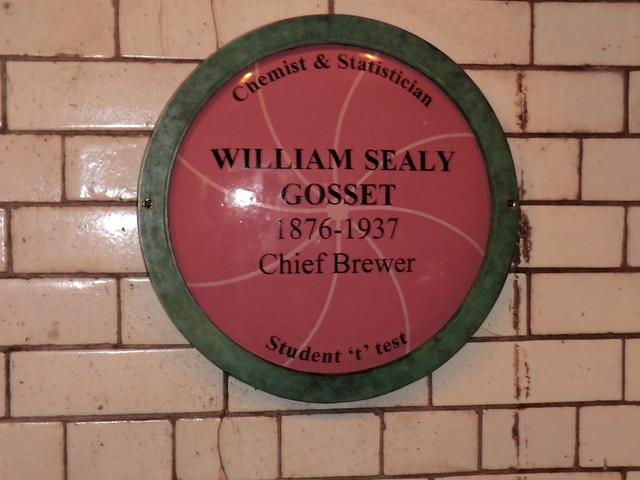 Chemist & Statistician
WILLIAM SEALY
GOSSET
1876-1937
Chief Brewer
Student ‘t’ test